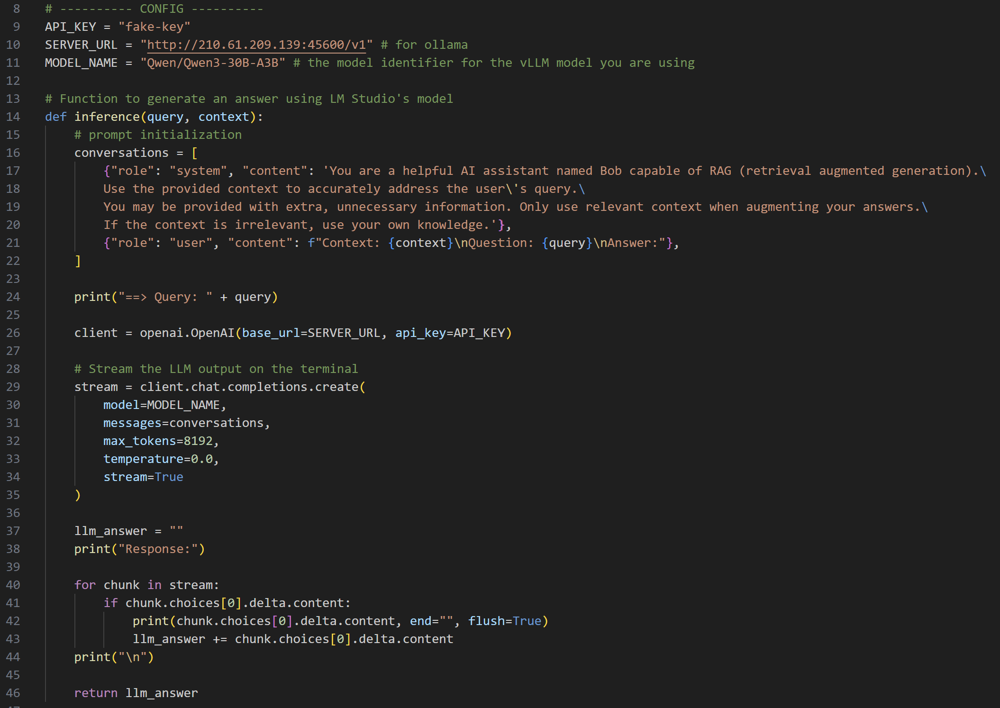 8 # ---------- CONFIG ----------
9 API_KEY = "fake-key"
10 SERVER_URL = "http://210.61.209.139:45600/v1" # for ollama
11 MODEL_NAME = "Qwen/Qwen3-30B-A3B" # the model identifier for the vLLM model you are using
12
13 # Function to generate an answer using LM Studio's model
14 def inference(query, context):
15     # prompt initialization
16     conversations = [
17         {"role": "system", "content": 'You are a helpful AI assistant named Bob capable of RAG (retrieval augmented generation).\
18         Use the provided context to accurately address the user\'s query.\
19         You may be provided with extra, unnecessary information. Only use relevant context when augmenting your answers.\
20         If the context is irrelevant, use your own knowledge.'},
21         {"role": "user", "content": f"Context: {context}\nQuestion: {query}\nAnswer:"},
22     ]
23
24     print("==> Query: " + query)
25
26     client = openai.OpenAI(base_url=SERVER_URL, api_key=API_KEY)
27
28     # Stream the LLM output on the terminal
29     stream = client.chat.completions.create(
30         model=MODEL_NAME,
31         messages=conversations,
32         max_tokens=8192,
33         temperature=0.0,
34         stream=True
35     )
36
37     llm_answer = ""
38     print("Response:")
39
40     for chunk in stream:
41         if chunk.choices[0].delta.content:
42             print(chunk.choices[0].delta.content, end="", flush=True)
43             llm_answer += chunk.choices[0].delta.content
44     print("\n")
45
46     return llm_answer